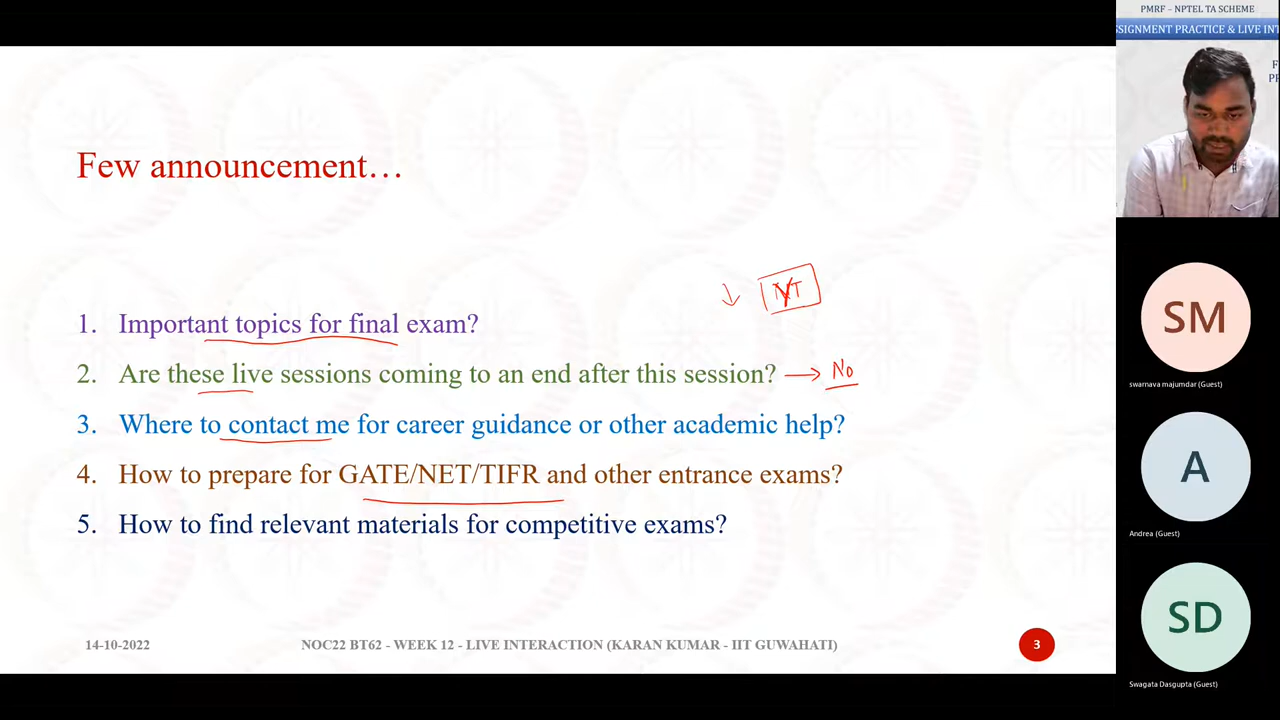 PMRF – NPTEL TA SCHEME
SSIGNMENT PRACTICE & LIVE INT
F
PR
Few announcement…
1. Important topics for final exam?
2. Are these live sessions coming to an end after this session? → No
3. Where to contact me for career guidance or other academic help?
4. How to prepare for GATE/NET/TIFR and other entrance exams?
5. How to find relevant materials for competitive exams?
14-10-2022
NOC22 BT62 - WEEK 12 - LIVE INTERACTION (KARAN KUMAR - IIT GUWAHATI)
3
SM
swarnava majumdar (Guest)
A
Andrea (Guest)
SD
Swagata Dasgupta (Guest)